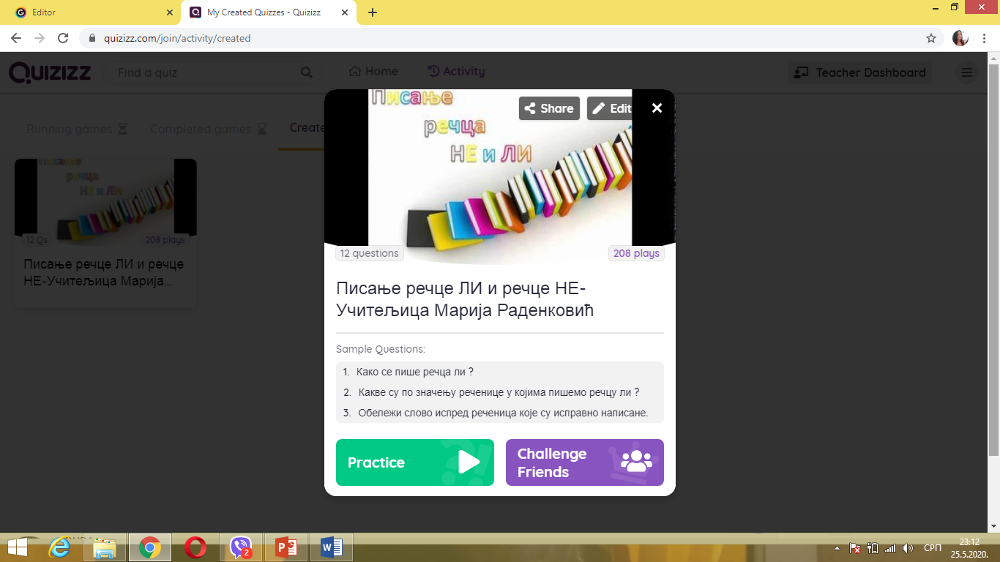 Editor
My Created Quizzes - Quizizz
quizizz.com/join/activity/created
Quizizz
Find a quiz
Home
Activity
Teacher Dashboard
Running games
Completed games
Create
Писање
речца
НЕ и ЛИ
12 Qs
208 plays
Писање речце ЛИ и речце
НЕ-Учитељица Марија...
Писање
речца
НЕ и ЛИ
Share
Edit
12 questions
208 plays
Писање речце ЛИ и речце НЕ-
Учитељица Марија Раденковић
Sample Questions:
1. Како се пише речца ли ?
2. Какве су по значењу реченице у којима пишемо речцу ли ?
3. Обележи слово испред реченица које су исправно написане.
Practice
Challenge
Friends
2
СРП
23:12
25.5.2020.